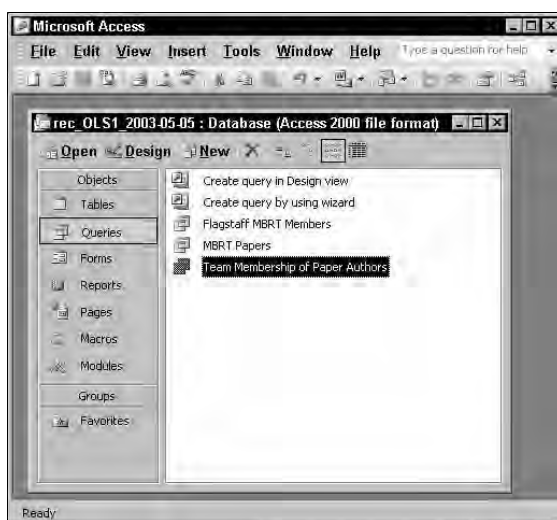 Microsoft Access
File Edit View Insert Tools Window Help Type a question for help
rec_OLS1_2003-05-05 : Database (Access 2000 file format)
Open Design New
Objects
Tables
Queries
Forms
Reports
Pages
Macros
Modules
Groups
Favorites
Create query in Design view
Create query by using wizard
Flagstaff MBRT Members
MBRT Papers
Team Membership of Paper Authors
Ready